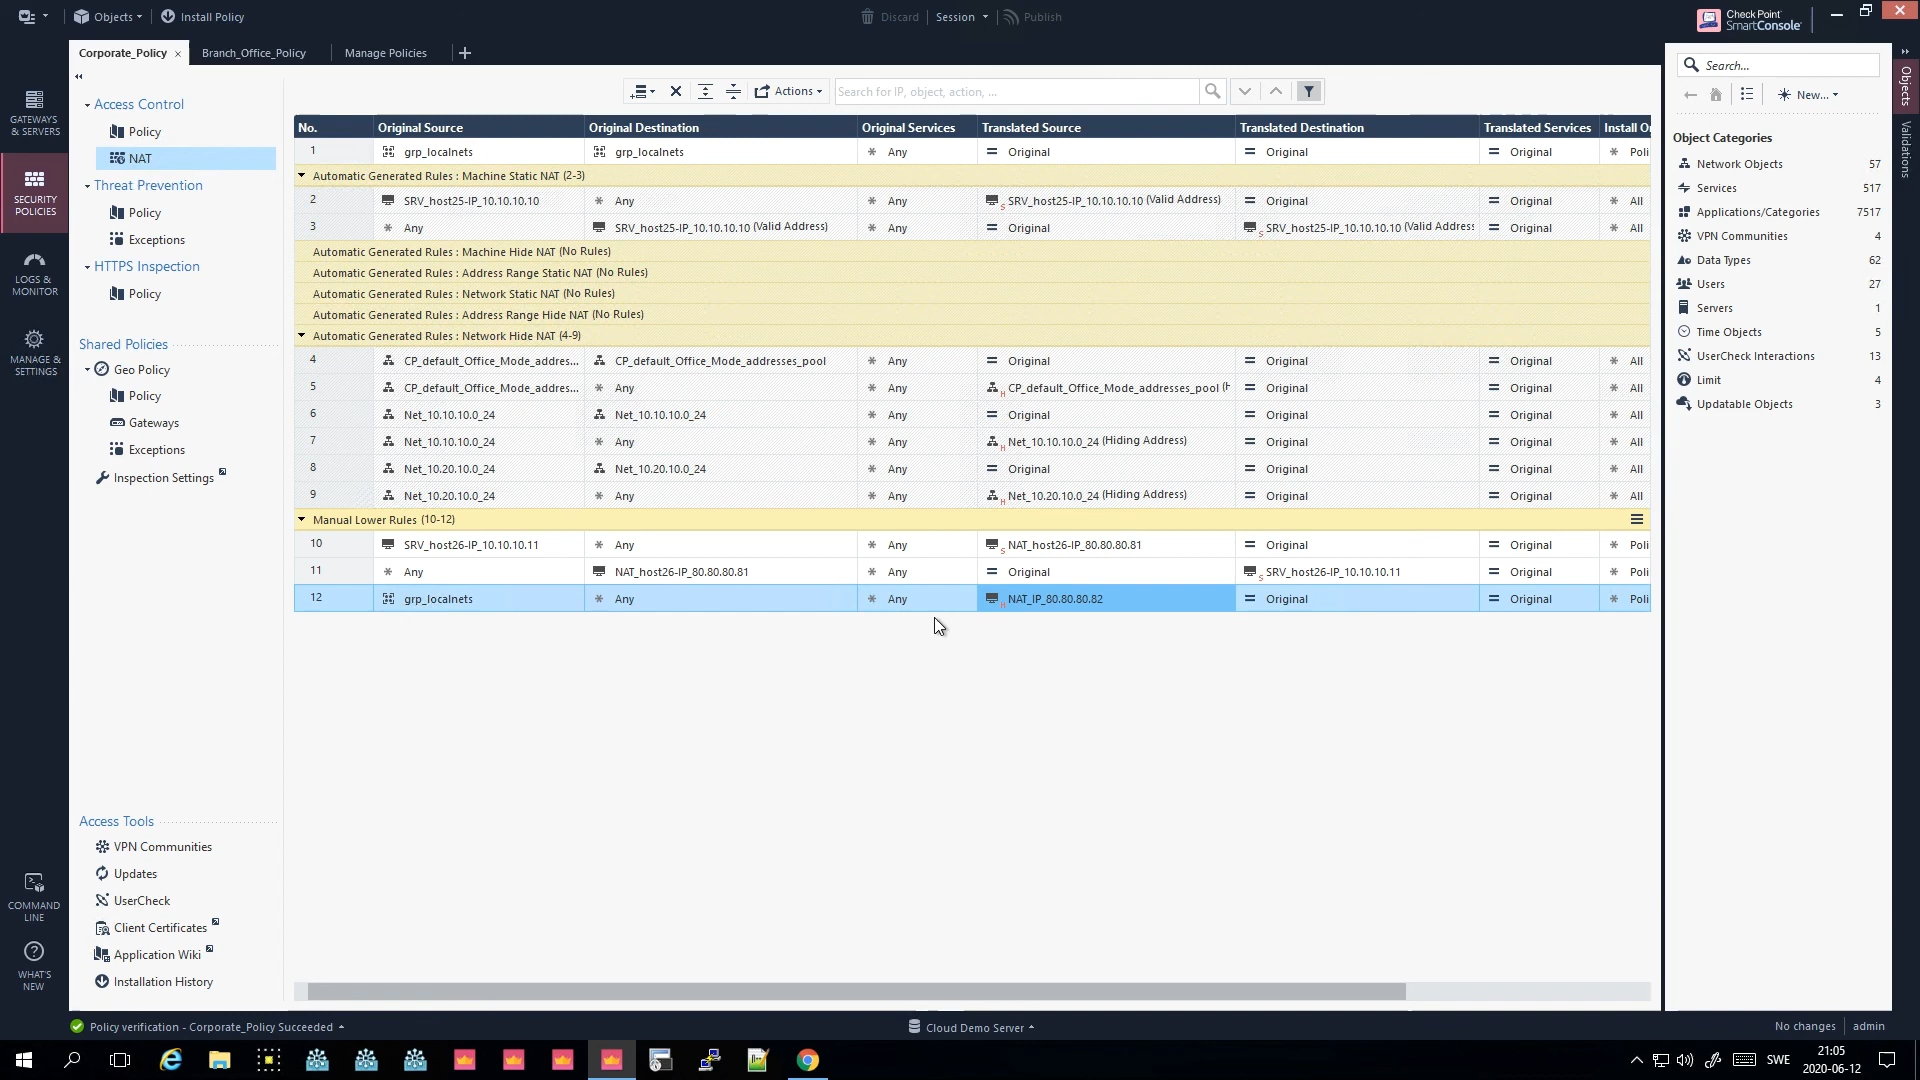 Objects
Install Policy
Discard
Session
Publish
Check Point
SmartConsole
Corporate_Policy
Branch_Office_Policy
Manage Policies
GATEWAYS
& SERVERS
SECURITY
POLICIES
LOGS &
MONITOR
MANAGE &
SETTINGS
COMMAND
LINE
WHAT'S
NEW
Access Control
Policy
NAT
Threat Prevention
Policy
Exceptions
HTTPS Inspection
Policy
Shared Policies
Geo Policy
Policy
Gateways
Exceptions
Inspection Settings
Access Tools
VPN Communities
Updates
UserCheck
Client Certificates
Application Wiki
Installation History
Actions
Search for IP, object, action, ...
No. Original Source Original Destination Original Services Translated Source Translated Destination Translated Services Install O
1 grp_localnets grp_localnets * Any = Original = Original = Original * Poli
Automatic Generated Rules : Machine Static NAT (2-3)
2 SRV_host25-IP_10.10.10.10 * Any * Any S SRV_host25-IP_10.10.10.10 (Valid Address) = Original = Original * All
3 * Any SRV_host25-IP_10.10.10.10 (Valid Address) * Any = Original S SRV_host25-IP_10.10.10.10 (Valid Address = Original * All
Automatic Generated Rules : Machine Hide NAT (No Rules)
Automatic Generated Rules : Address Range Static NAT (No Rules)
Automatic Generated Rules : Network Static NAT (No Rules)
Automatic Generated Rules : Address Range Hide NAT (No Rules)
Automatic Generated Rules : Network Hide NAT (4-9)
4 CP_default_Office_Mode_addres... CP_default_Office_Mode_addresses_pool * Any = Original = Original = Original * All
5 CP_default_Office_Mode_addres... * Any * Any H CP_default_Office_Mode_addresses_pool (H = Original = Original * All
6 Net_10.10.10.0_24 Net_10.10.10.0_24 * Any = Original = Original = Original * All
7 Net_10.10.10.0_24 * Any * Any H Net_10.10.10.0_24 (Hiding Address) = Original = Original * All
8 Net_10.20.10.0_24 Net_10.20.10.0_24 * Any = Original = Original = Original * All
9 Net_10.20.10.0_24 * Any * Any H Net_10.20.10.0_24 (Hiding Address) = Original = Original * All
Manual Lower Rules (10-12)
10 SRV_host26-IP_10.10.10.11 * Any * Any S NAT_host26-IP_80.80.80.81 = Original = Original * Poli
11 * Any NAT_host26-IP_80.80.80.81 * Any = Original S SRV_host26-IP_10.10.10.11 = Original * Poli
12 grp_localnets * Any * Any H NAT_IP_80.80.80.82 = Original = Original * Poli
Search...
New...
Object Categories
Network Objects 57
Services 517
Applications/Categories 7517
VPN Communities 4
Data Types 62
Users 27
Servers 1
Time Objects 5
UserCheck Interactions 13
Limit 4
Updatable Objects 3
Objects
Validations
Policy verification - Corporate_Policy Succeeded
Cloud Demo Server
No changes
admin
SWE
21:05
2020-06-12